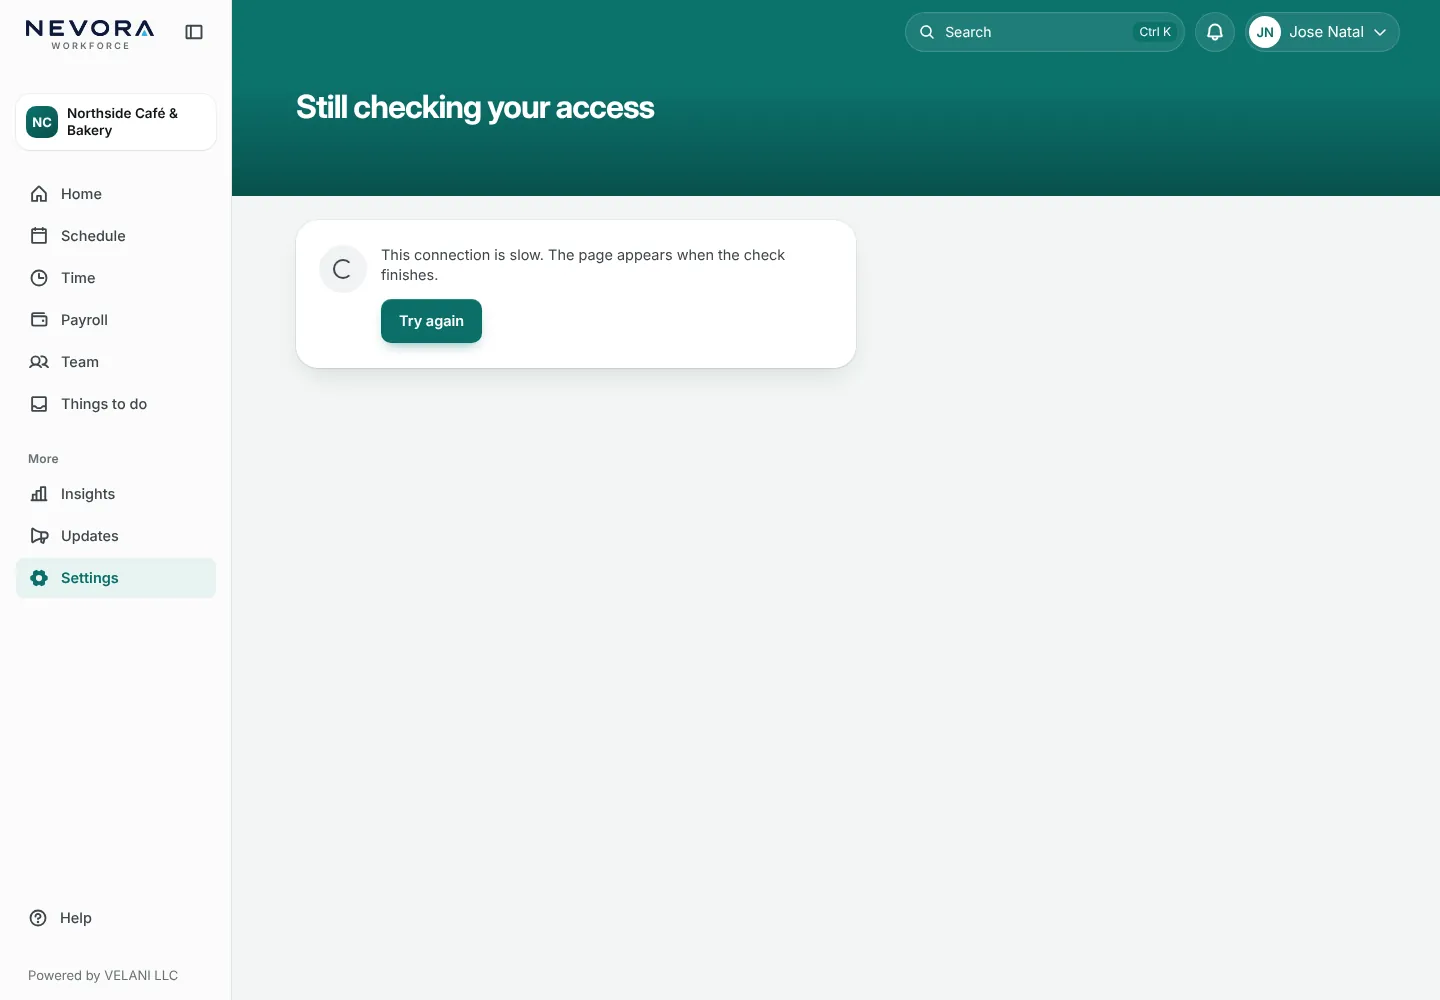 NEVORA
WORKFORCE
Search
Ctrl K
JN
Jose Natal
NC
Northside Café &
Bakery
Still checking your access
Home
Schedule
Time
Payroll
Team
Things to do
More
Insights
Updates
Settings
This connection is slow. The page appears when the check
finishes.
Try again
Help
Powered by VELANI LLC